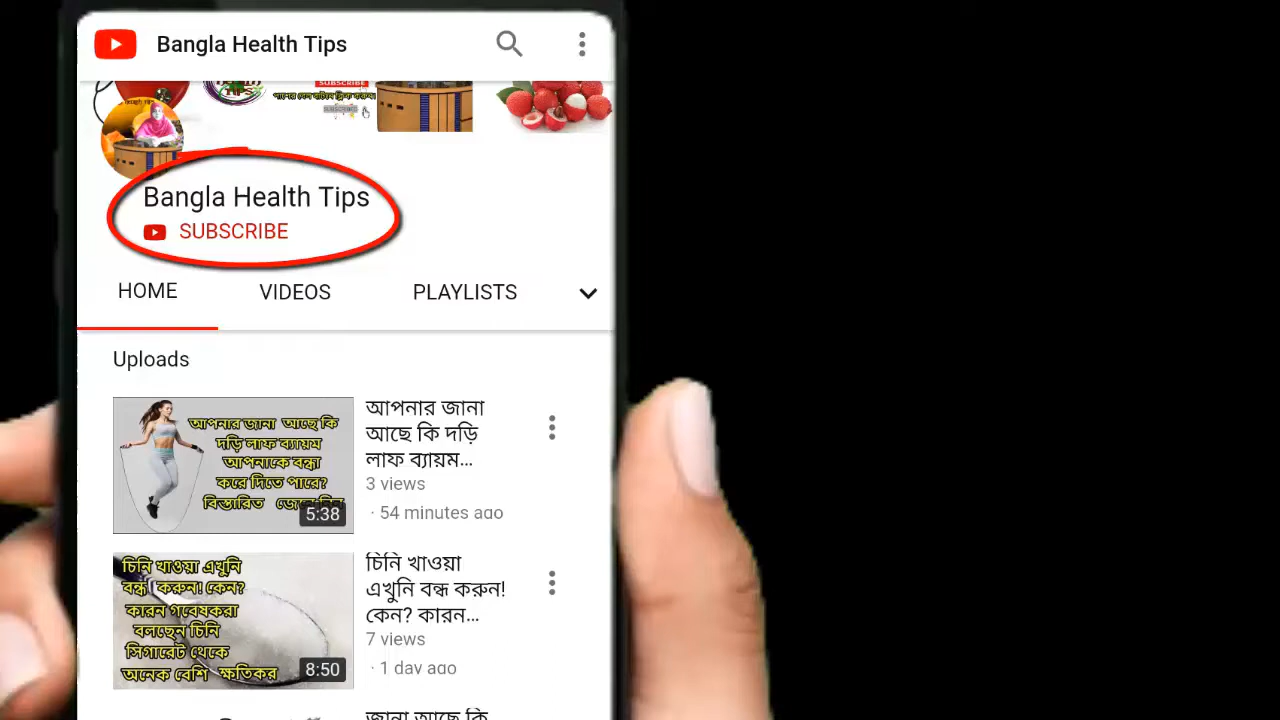 Bangla Health Tips
SUBSCRIBE
Bangla Health Tips
SUBSCRIBE
HOME
VIDEOS
PLAYLISTS
Uploads
আপনার জানা আছে কি
দড়ি লাফ ব্যায়াম
আপনাকে বন্ধা
করে দিতে পারে?
বিস্তারিত
5:38
আপনার জানা
আছে কি দড়ি
লাফ ব্যায়াম...
3 views
· 54 minutes ago
চিনি খাওয়া এখুনি
বন্ধ করুন! কেন?
কারন গবেষকরা
বলছেন চিনি
সিগারেট থেকে
অনেক বেশি ক্ষতিকর
8:50
চিনি খাওয়া
এখুনি বন্ধ করুন!
কেন? কারন...
7 views
· 1 day ago
জানা আছে কি